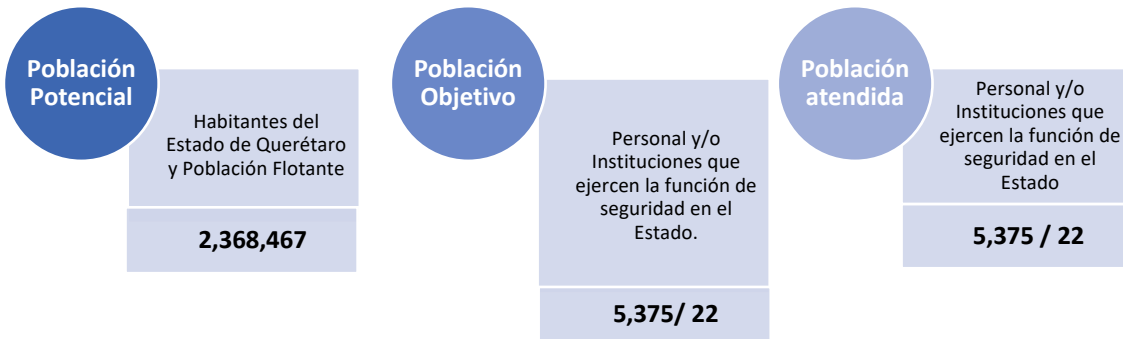 Población
Potencial
Habitantes del
Estado de Querétaro
y Población Flotante
2,368,467
Población
Objetivo
Personal y/o
Instituciones que
ejercen la función de
seguridad en el
Estado.
5,375/ 22
Población
atendida
Personal y/o
Instituciones que
ejercen la función de
seguridad en el
Estado
5,375 / 22